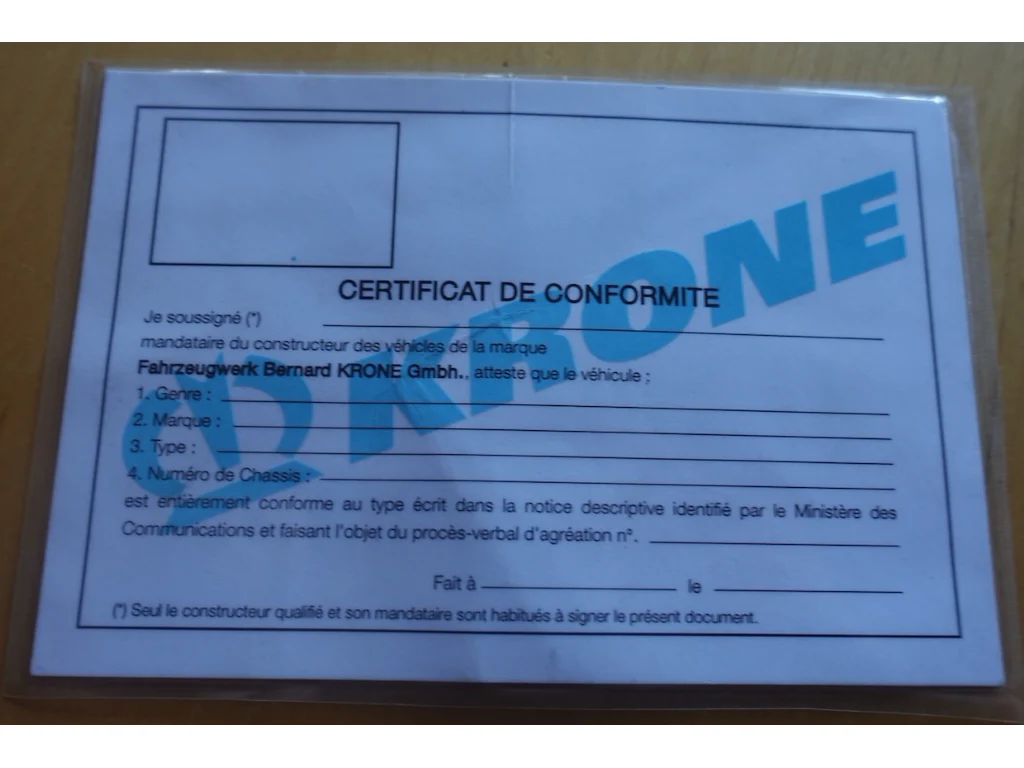 KRONE
CERTIFICAT DE CONFORMITE
Je soussigné (*)
mandataire du constructeur des véhicules de la marque
Fahrzeugwerk Bernard KRONE Gmbh., atteste que le véhicule ;
1. Genre :
2. Marque :
3. Type :
4. Numéro de Chassis :
est entièrement conforme au type écrit dans la notice descriptive identifié par le Ministère des
Communications et faisant l'objet du procès-verbal d'agréation n°.
Fait à le
(*) Seul le constructeur qualifié et son mandataire sont habitués à signer le présent document.